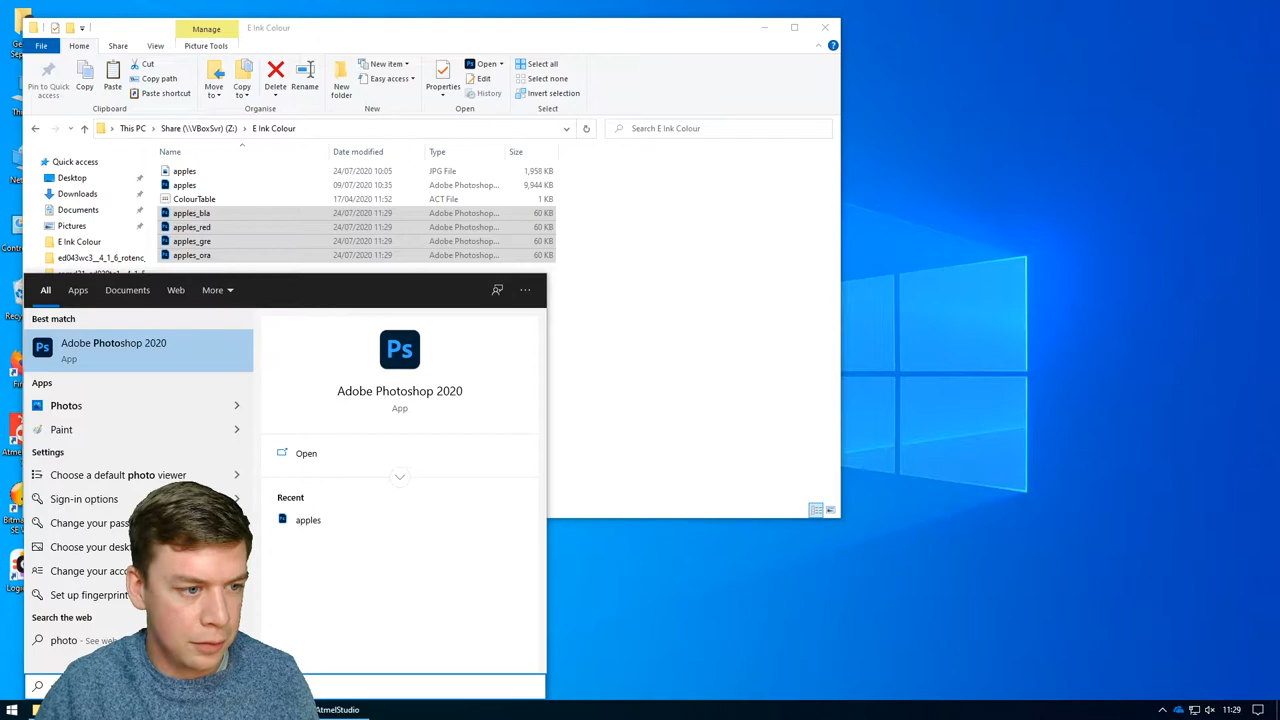 Manage
E Ink Colour
File
Home
Share
View
Picture Tools
Pin to Quick access
Copy
Paste
Cut
Copy path
Paste shortcut
Clipboard
Move to
Copy to
Delete
Rename
Organise
New folder
New item
Easy access
New
Properties
Open
Edit
History
Open
Select all
Select none
Invert selection
Select
This PC > Share (\\VBoxSvr) (Z:) > E Ink Colour
Search E Ink Colour
Name
Date modified
Type
Size
apples 24/07/2020 10:05 JPG File 1,958 KB
apples 09/07/2020 10:35 Adobe Photoshop... 9,944 KB
ColourTable 17/04/2020 11:52 ACT File 1 KB
apples_bla 24/07/2020 11:29 Adobe Photoshop... 60 KB
apples_red 24/07/2020 11:29 Adobe Photoshop... 60 KB
apples_gre 24/07/2020 11:29 Adobe Photoshop... 60 KB
apples_ora 24/07/2020 11:29 Adobe Photoshop... 60 KB
Quick access
Desktop
Downloads
Documents
Pictures
E Ink Colour
ed043wc3__4_1_6_rotenc_
All
Apps
Documents
Web
More
Best match
Adobe Photoshop 2020
App
Apps
Photos
Paint
Settings
Choose a default photo viewer
Sign-in options
Change your
Choose your
Change your
Set up fingerprint
Search the web
photo - See
Ps
Adobe Photoshop 2020
App
Open
Recent
apples
AtmelStudio
11:29